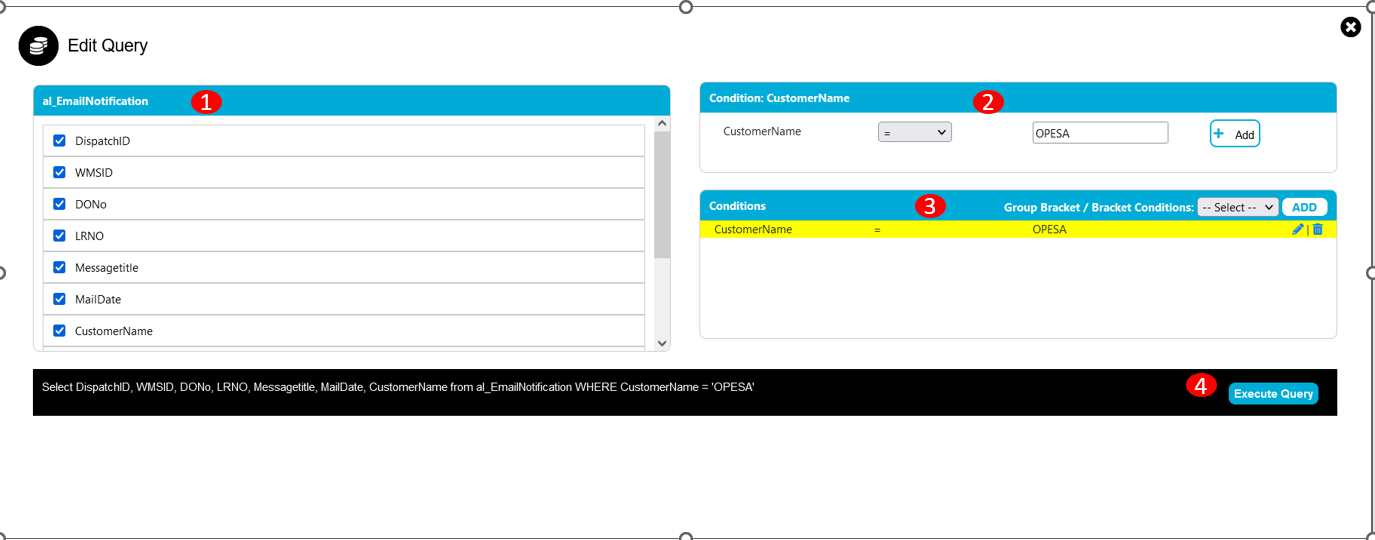 Edit Query
al_EmailNotification 1
DispatchID
WMSID
DONo
LRNO
Messagetitle
MailDate
CustomerName
Condition: CustomerName 2
CustomerName = OPESA + Add
Conditions 3 Group Bracket / Bracket Conditions: -- Select -- ADD
CustomerName = OPESA |
Select DispatchID, WMSID, DONo, LRNO, Messagetitle, MailDate, CustomerName from al_EmailNotification WHERE CustomerName = 'OPESA' 4 Execute Query